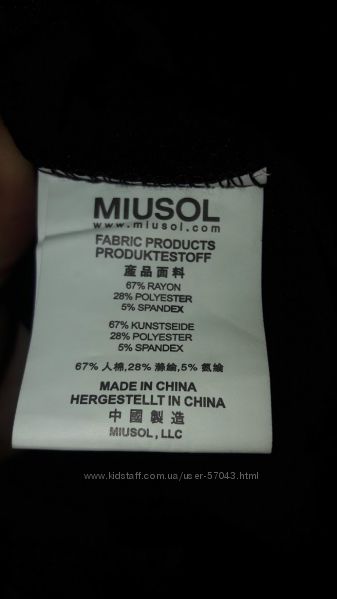 MIUSOL
www.miusol.com
FABRIC PRODUCTS
PRODUKTESTOFF
産品面料
67% RAYON
28% POLYESTER
5% SPANDEX
67% KUNSTSEIDE
28% POLYESTER
5% SPANDEX
67% 人棉,28% 滌綸,5% 氨綸
MADE IN CHINA
HERGESTELLT IN CHINA
中國製造
MIUSOL, LLC
www.kidstaff.com.ua/user-57043.html